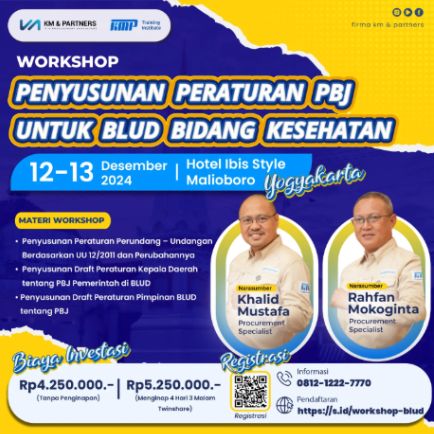 KM & PARTNERS
KMP Training
Institute
firma km & partners
WORKSHOP
PENYUSUNAN PERATURAN PBJ
UNTUK BLUD BIDANG KESEHATAN
12-13 Desember 2024 | Hotel Ibis Style Malioboro
Yogyakarta
MATERI WORKSHOP
• Penyusunan Peraturan Perundang – Undangan
Berdasarkan UU 12/2011 dan Perubahannya
• Penyusunan Draft Peraturan Kepala Daerah
tentang PBJ Pemerintah di BLUD
• Penyusunan Draft Peraturan Pimpinan BLUD
tentang PBJ
Narasumber
Khalid
Mustafa
Procurement
Specialist
Narasumber
Rahfan
Mokoginta
Procurement
Specialist
Biaya Investasi
Rp4.250.000.-
(Tanpa Penginapan)
Rp5.250.000.-
(Menginap 4 Hari 3 Malam
Twinshare)
Registrasi
Registrasi
Informasi
0812-1222-7770
Pendaftaran
https://s.id/workshop-blud